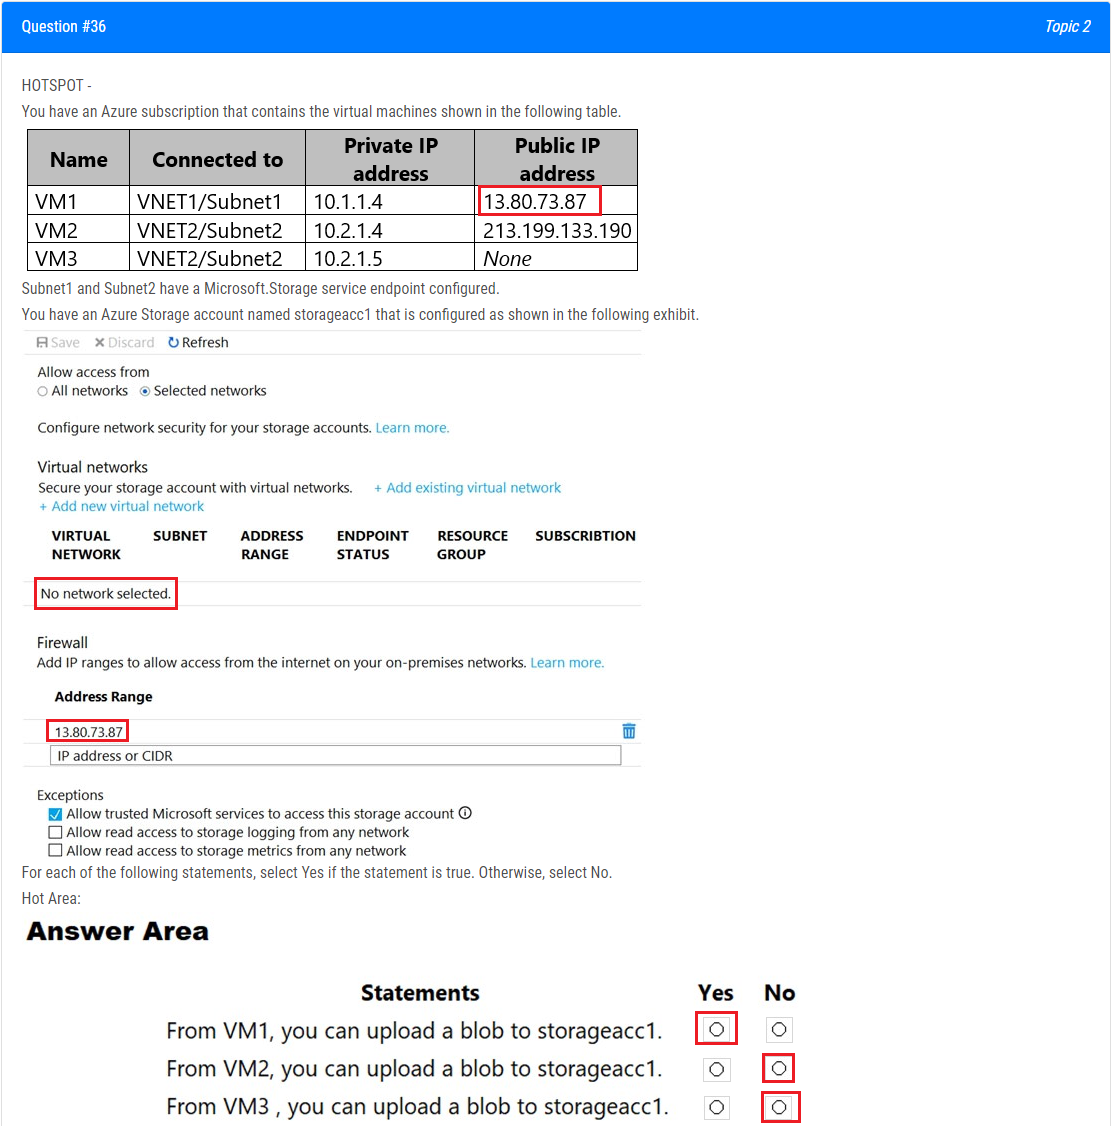 Question #36
Topic 2
HOTSPOT -
You have an Azure subscription that contains the virtual machines shown in the following table.
Name Connected to Private IP address Public IP address
VM1 VNET1/Subnet1 10.1.1.4 13.80.73.87
VM2 VNET2/Subnet2 10.2.1.4 213.199.133.190
VM3 VNET2/Subnet2 10.2.1.5 None
Subnet1 and Subnet2 have a Microsoft.Storage service endpoint configured.
You have an Azure Storage account named storageacc1 that is configured as shown in the following exhibit.
Save Discard Refresh
Allow access from
All networks Selected networks
Configure network security for your storage accounts. Learn more.
Virtual networks
Secure your storage account with virtual networks. + Add existing virtual network
+ Add new virtual network
VIRTUAL NETWORK SUBNET ADDRESS RANGE ENDPOINT STATUS RESOURCE GROUP SUBSCRIBTION
No network selected.
Firewall
Add IP ranges to allow access from the internet on your on-premises networks. Learn more.
Address Range
13.80.73.87
IP address or CIDR
Exceptions
Allow trusted Microsoft services to access this storage account
Allow read access to storage logging from any network
Allow read access to storage metrics from any network
For each of the following statements, select Yes if the statement is true. Otherwise, select No.
Hot Area:
Answer Area
Statements Yes No
From VM1, you can upload a blob to storageacc1.
From VM2, you can upload a blob to storageacc1.
From VM3 , you can upload a blob to storageacc1.